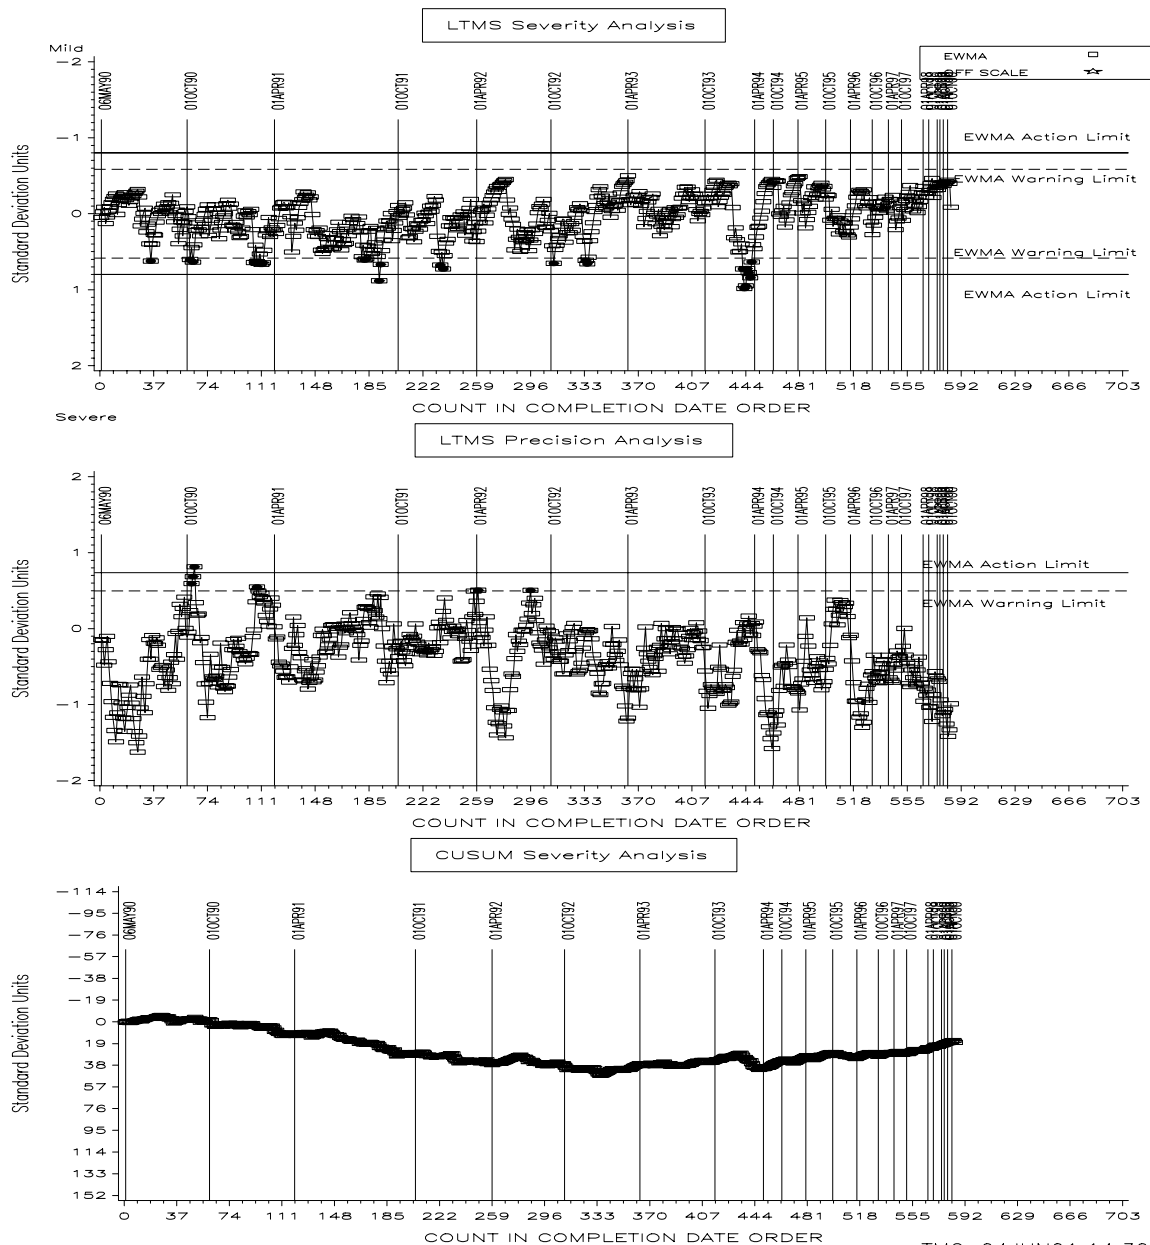 LTMS Severity Analysis
Mild
EWMA
OFF SCALE
-2
-1
0
1
2
Standard Deviation Units
06MAY90 01OCT90 01APR91 01OCT91 01APR92 01OCT92 01APR93 01OCT93 01APR94 01OCT94 01APR95 01OCT95 01APR96 01OCT96 01APR97 01OCT97 01APR98
EWMA Action Limit
EWMA Warning Limit
EWMA Warning Limit
EWMA Action Limit
0 37 74 111 148 185 222 259 296 333 370 407 444 481 518 555 592 629 666 703
COUNT IN COMPLETION DATE ORDER
Severe
LTMS Precision Analysis
2
1
0
-1
-2
Standard Deviation Units
06MAY90 01OCT90 01APR91 01OCT91 01APR92 01OCT92 01APR93 01OCT93 01APR94 01OCT94 01APR95 01OCT95 01APR96 01OCT96 01APR97 01OCT97 01APR98
EWMA Action Limit
EWMA Warning Limit
0 37 74 111 148 185 222 259 296 333 370 407 444 481 518 555 592 629 666 703
COUNT IN COMPLETION DATE ORDER
CUSUM Severity Analysis
-114
-95
-76
-57
-38
-19
0
19
38
57
76
95
114
133
152
Standard Deviation Units
06MAY90 01OCT90 01APR91 01OCT91 01APR92 01OCT92 01APR93 01OCT93 01APR94 01OCT94 01APR95 01OCT95 01APR96 01OCT96 01APR97 01OCT97 01APR98
0 37 74 111 148 185 222 259 296 333 370 407 444 481 518 555 592 629 666 703
COUNT IN COMPLETION DATE ORDER